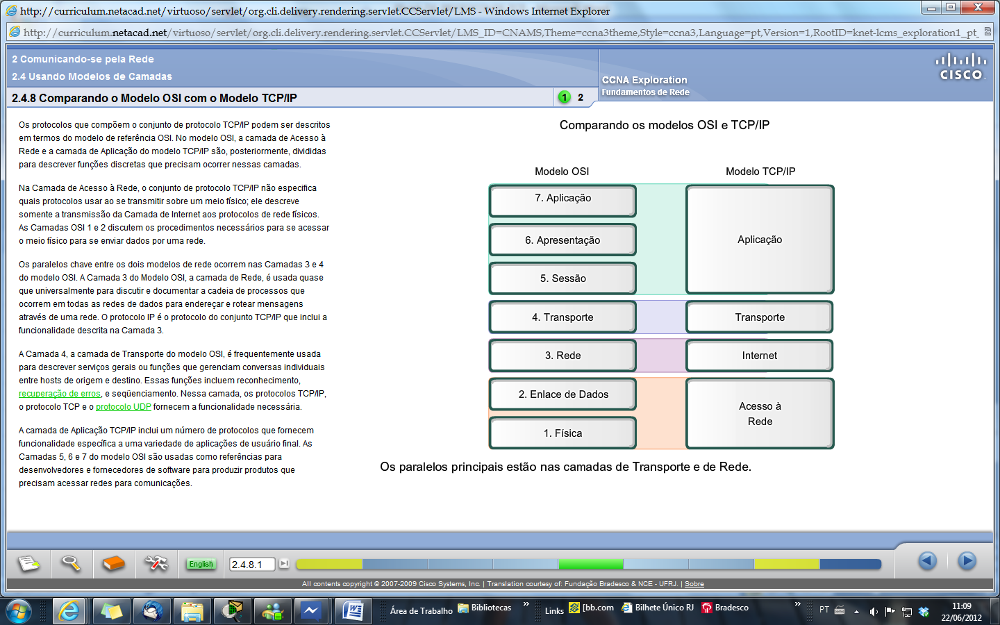 http://curriculum.netacad.net/virtuoso/servlet/org.cli.delivery.rendering.servlet.CCServlet/LMS - Windows Internet Explorer
http://curriculum.netacad.net/virtuoso/servlet/org.cli.delivery.rendering.servlet.CCServlet/LMS_ID=CNAMS,Theme=ccna3theme,Style=ccna3,Language=pt,Version=1,RootID=knet-lcms_exploration1_pt_
2 Comunicando-se pela Rede
2.4 Usando Modelos de Camadas
2.4.8 Comparando o Modelo OSI com o Modelo TCP/IP
1 2
CCNA Exploration
Fundamentos de Rede
CISCO
Os protocolos que compõem o conjunto de protocolo TCP/IP podem ser descritos
em termos do modelo de referência OSI. No modelo OSI, a camada de Acesso à
Rede e a camada de Aplicação do modelo TCP/IP são, posteriormente, divididas
para descrever funções discretas que precisam ocorrer nessas camadas.
Na Camada de Acesso à Rede, o conjunto de protocolo TCP/IP não especifica
quais protocolos usar ao se transmitir sobre um meio físico; ele descreve
somente a transmissão da Camada de Internet aos protocolos de rede físicos.
As Camadas OSI 1 e 2 discutem os procedimentos necessários para se acessar
o meio físico para se enviar dados por uma rede.
Os paralelos chave entre os dois modelos de rede ocorrem nas Camadas 3 e 4
do modelo OSI. A Camada 3 do Modelo OSI, a camada de Rede, é usada quase
que universalmente para discutir e documentar a cadeia de processos que
ocorrem em todas as redes de dados para endereçar e rotear mensagens
através de uma rede. O protocolo IP é o protocolo do conjunto TCP/IP que inclui a
funcionalidade descrita na Camada 3.
A Camada 4, a camada de Transporte do modelo OSI, é frequentemente usada
para descrever serviços gerais ou funções que gerenciam conversas individuais
entre hosts de origem e destino. Essas funções incluem reconhecimento,
recuperação de erros, e seqüenciamento. Nessa camada, os protocolos TCP/IP,
o protocolo TCP e o protocolo UDP fornecem a funcionalidade necessária.
A camada de Aplicação TCP/IP inclui um número de protocolos que fornecem
funcionalidade específica a uma variedade de aplicações de usuário final. As
Camadas 5, 6 e 7 do modelo OSI são usadas como referências para
desenvolvedores e fornecedores de software para produzir produtos que
precisam acessar redes para comunicações.
Comparando os modelos OSI e TCP/IP
Modelo OSI
Modelo TCP/IP
7. Aplicação
6. Apresentação
5. Sessão
Aplicação
4. Transporte
Transporte
3. Rede
Internet
2. Enlace de Dados
1. Física
Acesso à
Rede
Os paralelos principais estão nas camadas de Transporte e de Rede.
English
2.4.8.1
All contents copyright © 2007-2009 Cisco Systems, Inc. | Translation courtesy of: Fundação Bradesco & NCE - UFRJ. | Sobre
Área de Trabalho
Bibliotecas
»
Links
[bb.com
Bilhete Único RJ
Bradesco
»
PT
11:09
22/06/2012